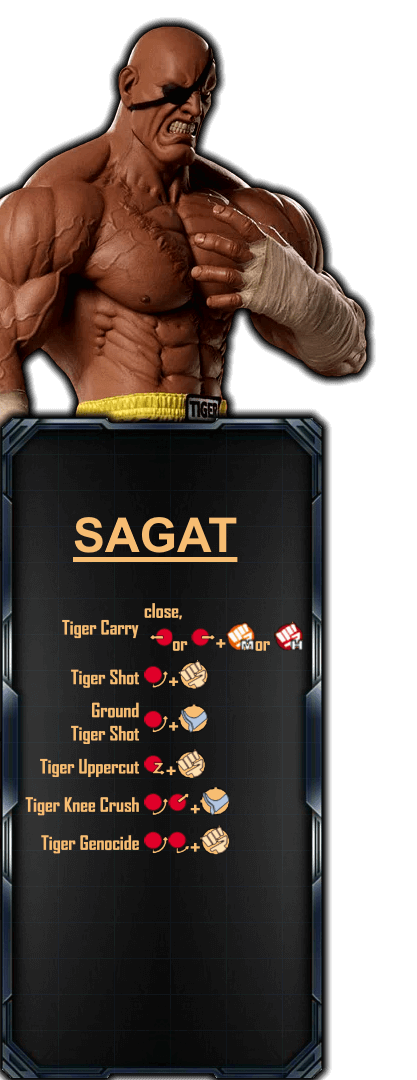 TIGER
SAGAT
close,
Tiger Carry or + M or H
Tiger Shot +
Ground
Tiger Shot +
Tiger Uppercut +
Tiger Knee Crush +
Tiger Genocide +